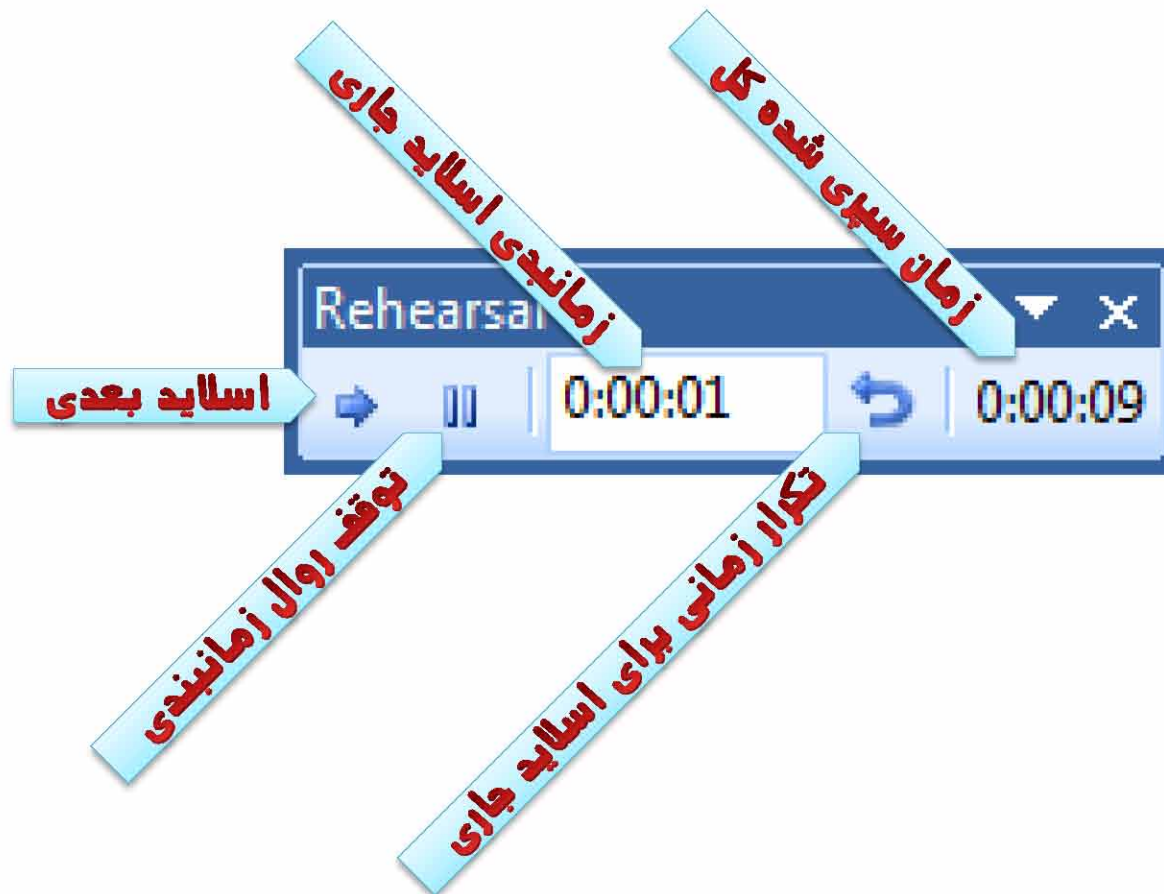 زمانبدی اسلاید جاری
زمان سپری شده کل
Rehearsal
اسلاید بعدی
0:00:01
0:00:09
توقف روال زمانبندی
تکرار زمانی برای اسلاید جاری